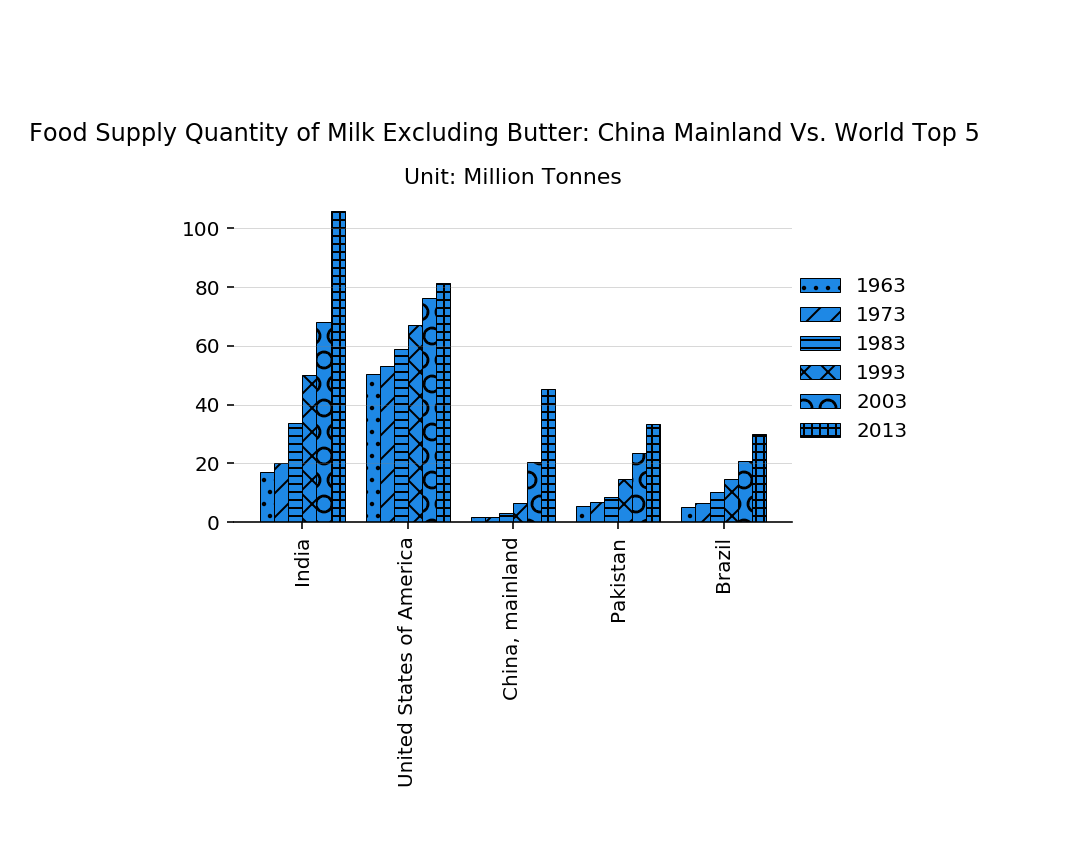 Food Supply Quantity of Milk Excluding Butter: China Mainland Vs. World Top 5
Unit: Million Tonnes
100
80
60
40
20
0
1963
1973
1983
1993
2003
2013
India
United States of America
China, mainland
Pakistan
Brazil